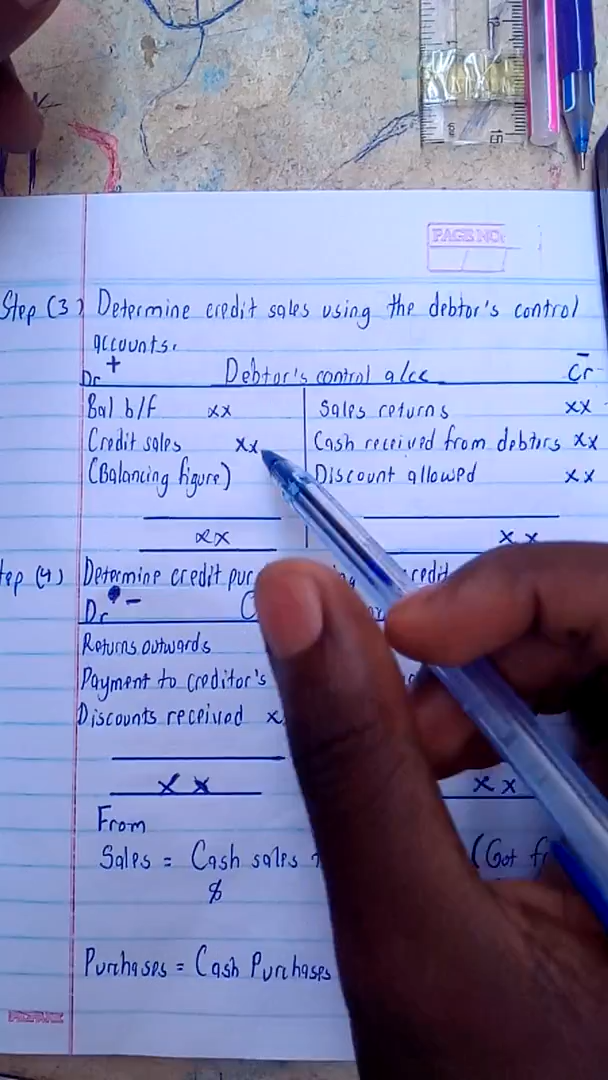 PAGE NO:
Step (3) Determine credit sales using the debtor's control
accounts.
Dr + Debtor's control a/cc - Cr
Bal b/f xx Sales returns xx
Credit sales xx Cash received from debtors xx
(Balancing figure) Discount allowed xx
xx xx
tep (4) Determine credit pur
Dr -
Returns outwards
Payment to creditor's
Discounts received x
xx xx
From
Sales = Cash sales (Got f
$
Purchases = Cash Purchases